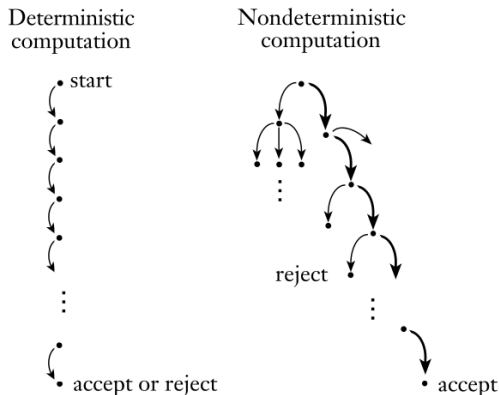 Deterministic
computation
Nondeterministic
computation
start
reject
accept or reject
accept